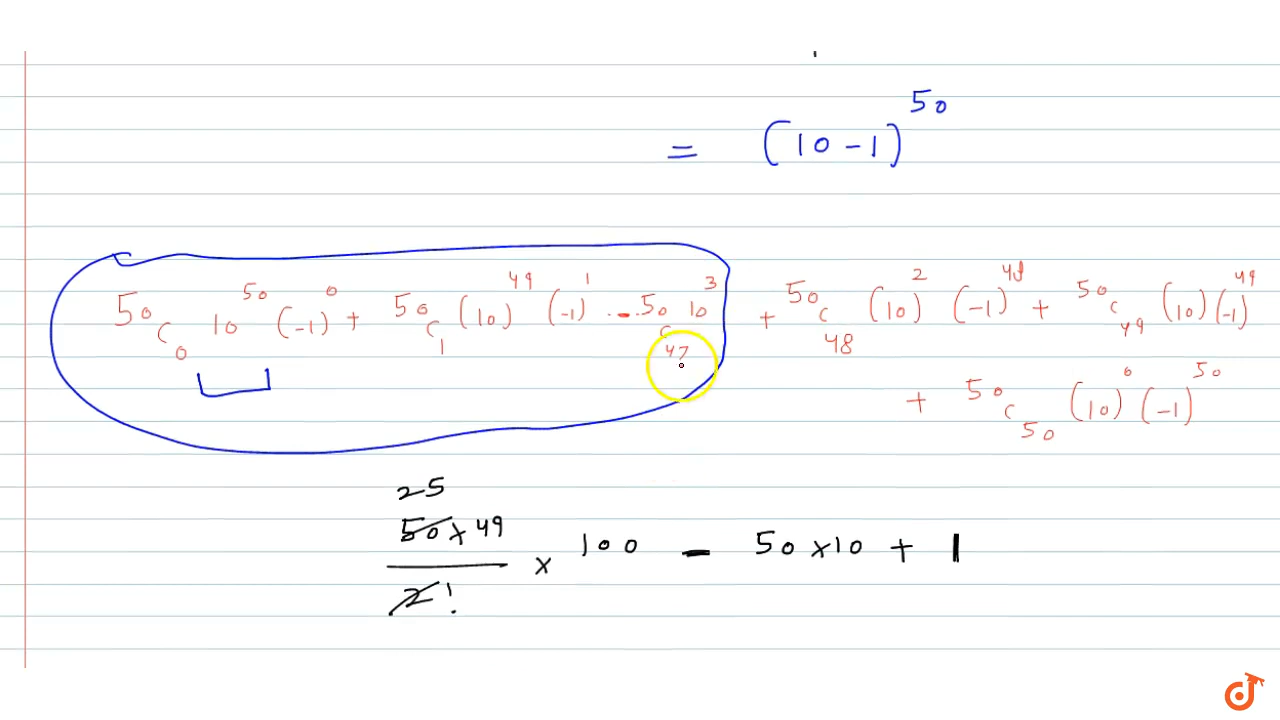 = (10-1)^50
50C0 10^50 (-1)^0 + 50C1 (10)^49 (-1)^1 ... 50C47 10^3 + 50C48 (10)^2 (-1)^48 + 50C49 (10)(-1)^49
+ 50C50 (10)^0 (-1)^50
25
50×49
/ 2! × 100 - 50×10 + 1